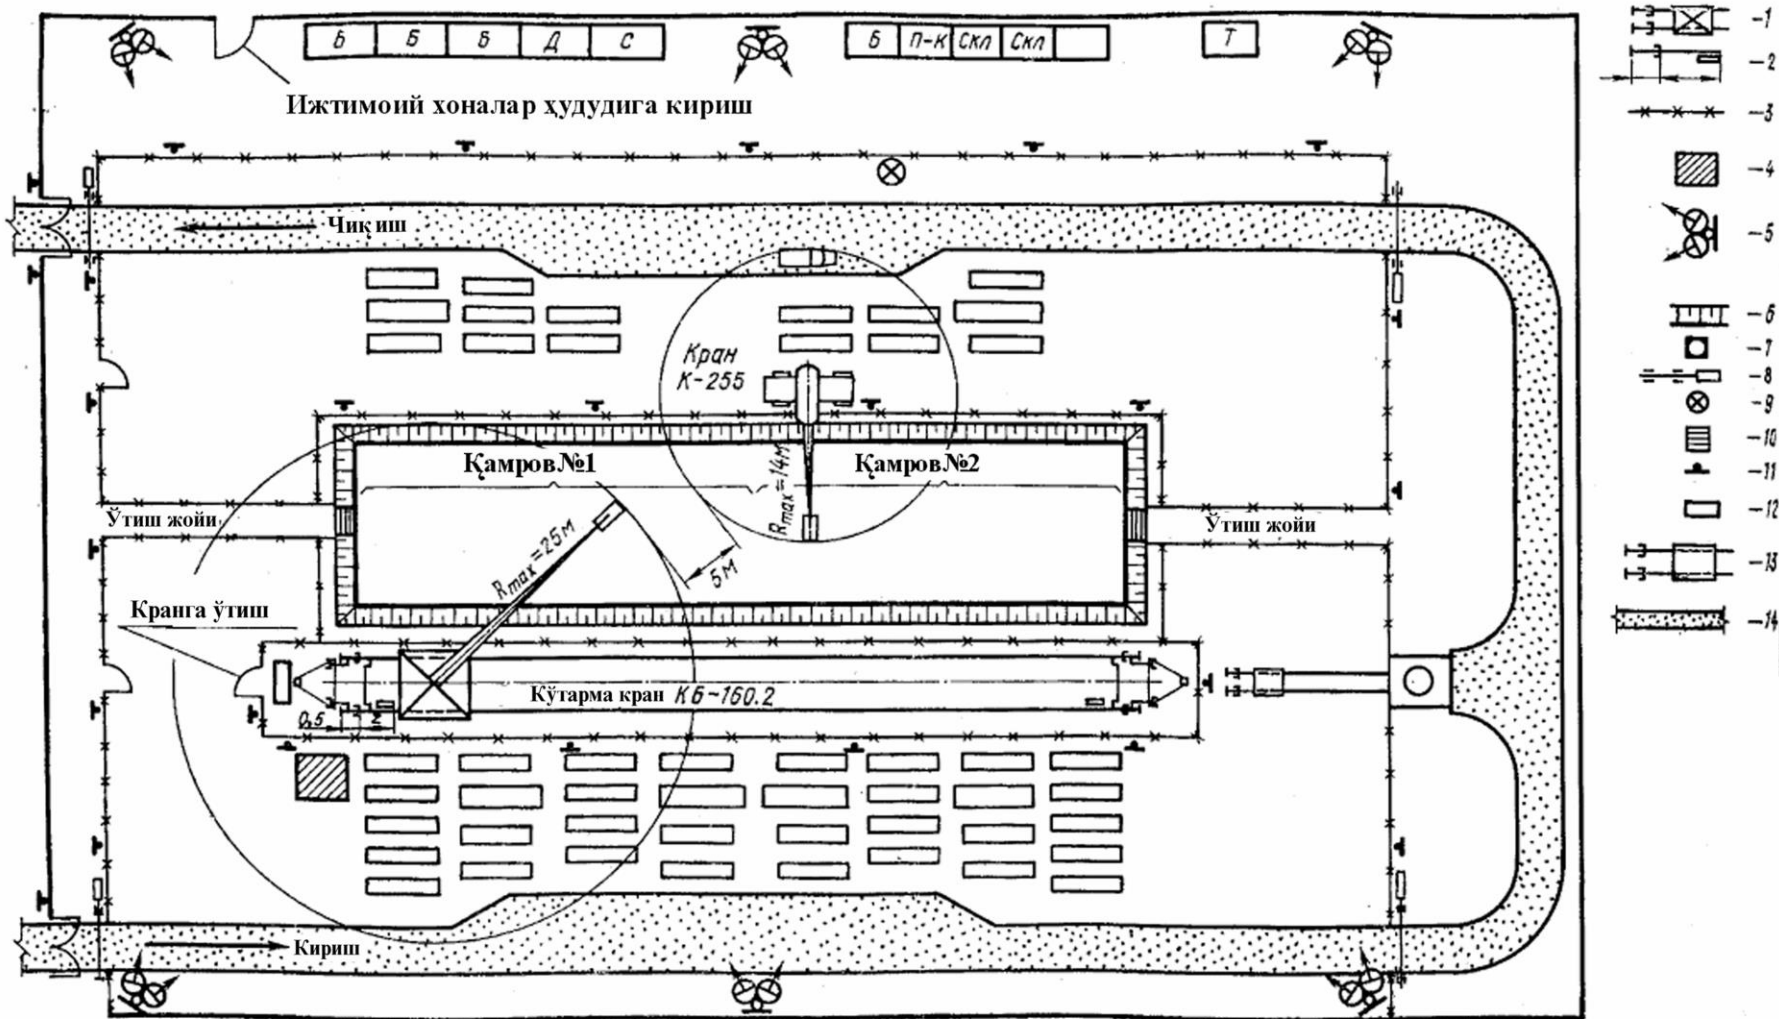 Б Б Б Д С
Б П-К Скл Скл
Т
Ижтимоий хоналар ҳудудига кириш
Чиқиш
Кран
К-255
Қамров№1
Қамров№2
Rmax=14м
Rmax=25м
5м
Ўтиш жойи
Ўтиш жойи
Кранга ўтиш
Кўтарма кран КБ-160.2
0,5
Кириш
-1
-2
-3
-4
-5
-6
-7
-8
-9
-10
-11
-12
-13
-14